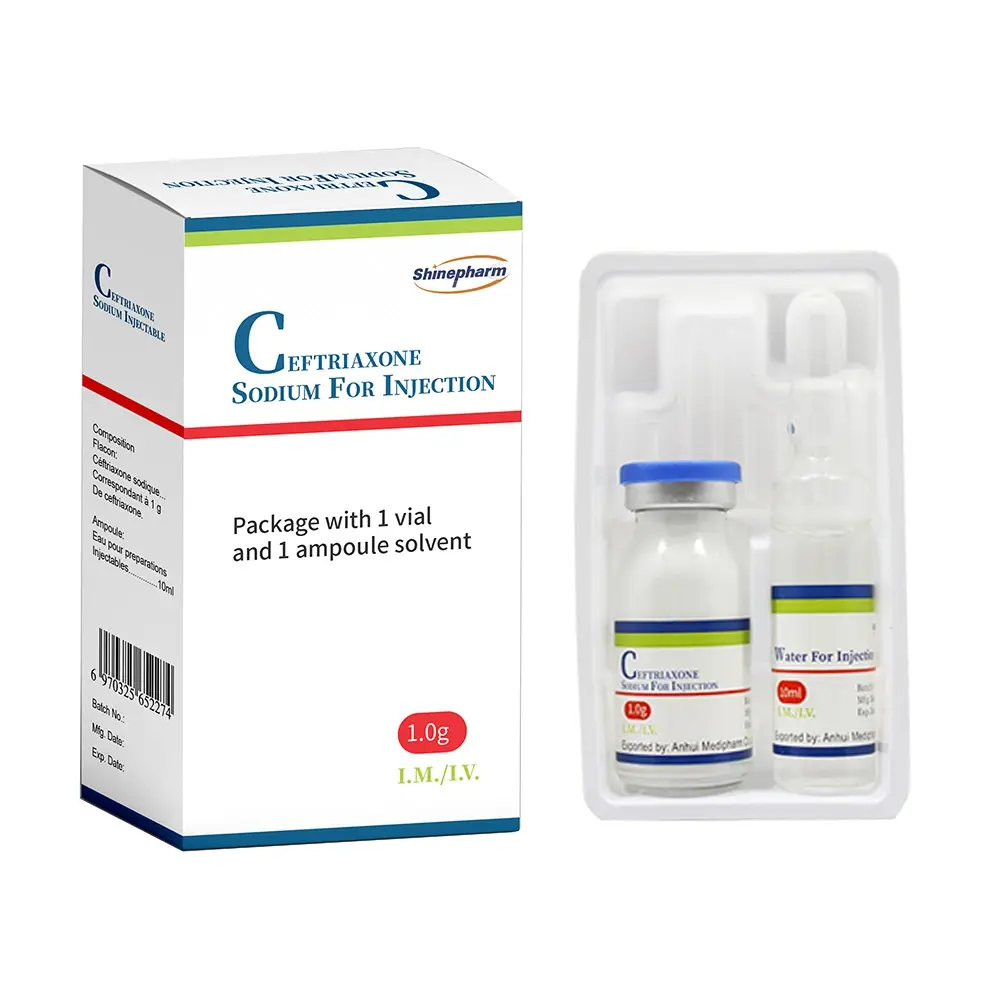 CEFTRIAXONE
SODIUM FOR INJECTION
Shinepharm
CEFTRIAXONE
SODIUM FOR INJECTION
Package with 1 vial
and 1 ampoule solvent
1.0g
I.M./I.V.
CEFTRIAXONE
SODIUM INJECTABLE
Composition
Flacon:
Céftriaxone sodique...
Correspondant à 1 g
De ceftriaxone.
Ampoule:
Eau pour preparations
Injectables.............10ml
6 970325 652274
Batch No.:
Mfg. Date:
Exp. Date:
CEFTRIAXONE
SODIUM FOR INJECTION
1.0g
I.M./I.V.
Exported by: Anhui Medipharm
Water For Injectio
10ml
I.M./I.V.
Exported by: Anhui Medip